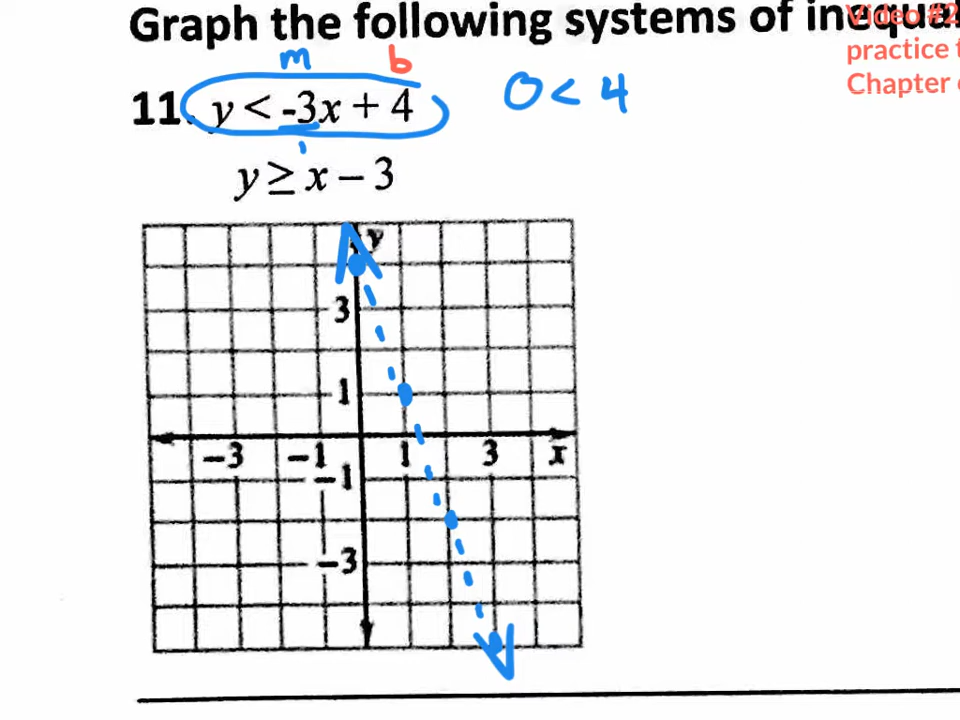 Graph the following systems of inequal
Video #2
practice
Chapter
m b
11. y < -3x + 4
0 < 4
y ≥ x – 3
y
3
1
–3 –1 1 3 x
–1
–3